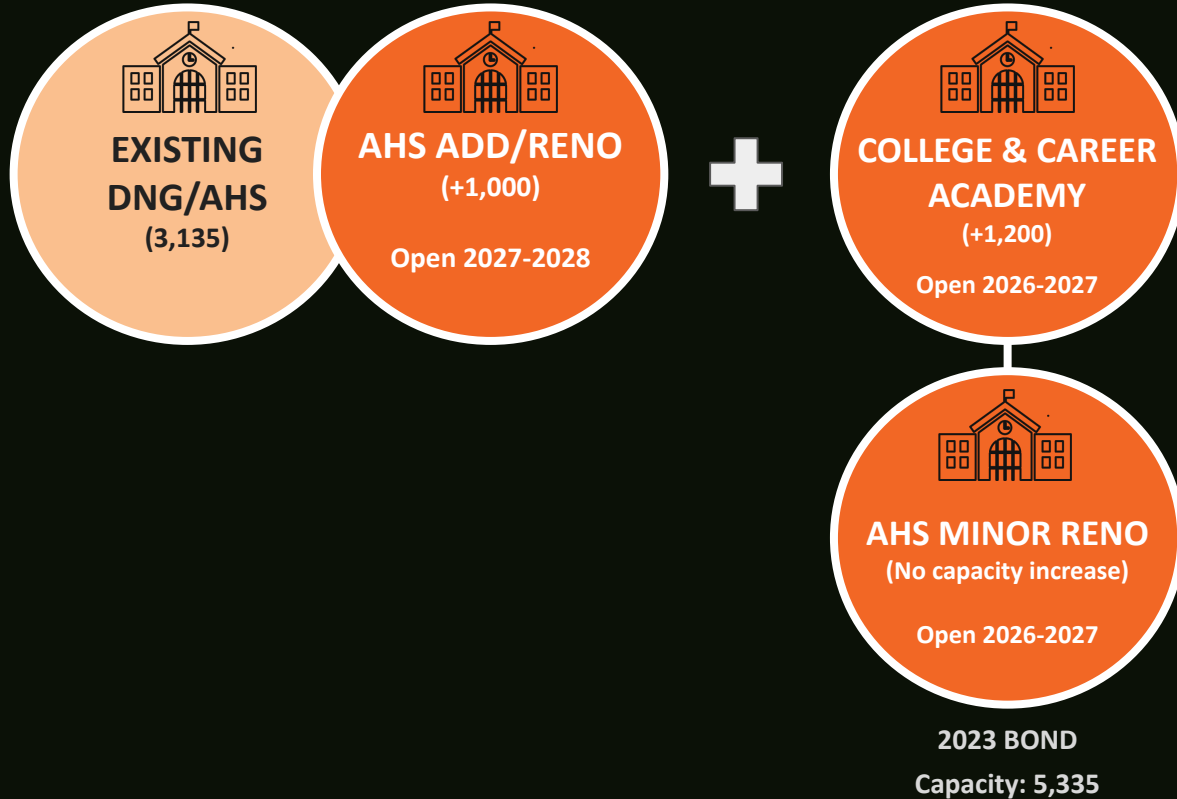 EXISTING
DNG/AHS
(3,135)
AHS ADD/RENO
(+1,000)
Open 2027-2028
COLLEGE & CAREER
ACADEMY
(+1,200)
Open 2026-2027
AHS MINOR RENO
(No capacity increase)
Open 2026-2027
2023 BOND
Capacity: 5,335